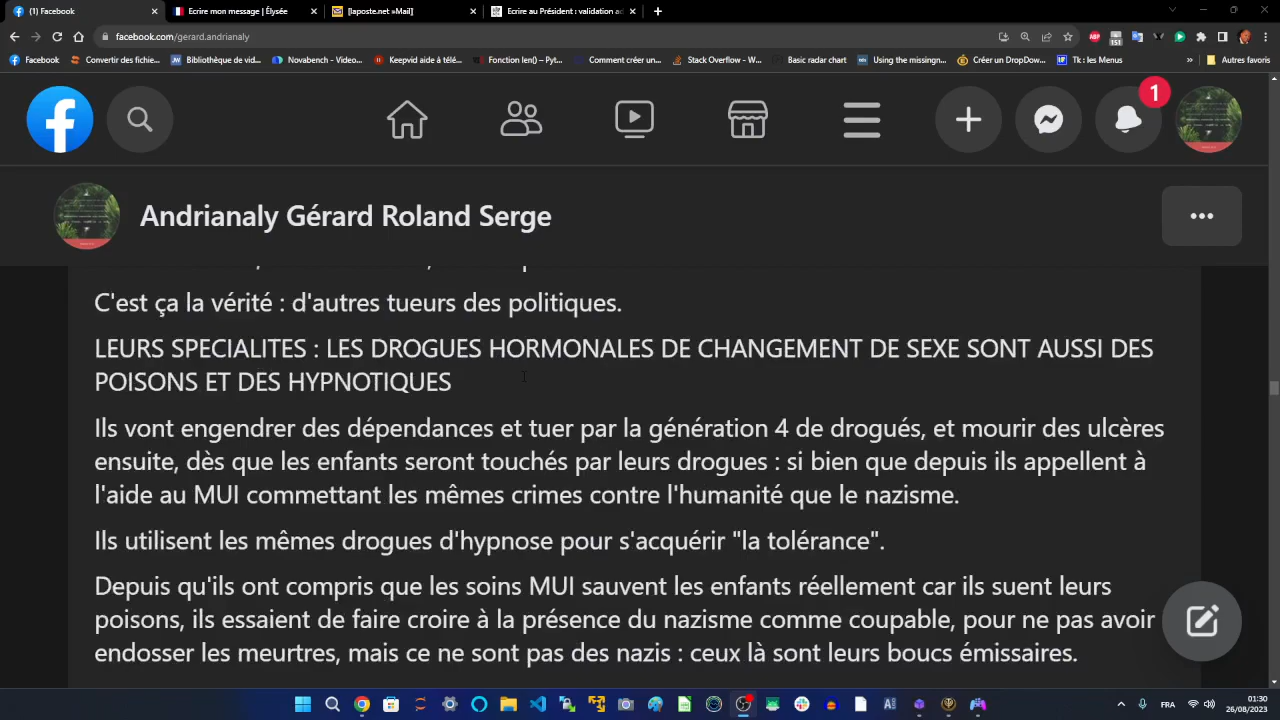 (1) Facebook
Ecrire mon message | Élysée
[laposte.net »Mail]
Ecrire au Président : validation ad
facebook.com/gerard.andrianaly
Facebook
Convertir des fichie...
Bibliothèque de vid...
Novabench - Video...
Keepvid aide à télé...
Fonction len() – Pyt...
Comment créer un...
Stack Overflow - W...
Basic radar chart
Using the missingn...
Créer un DropDow...
Tk : les Menus
»
Autres favoris
1
Andrianaly Gérard Roland Serge
C'est ça la vérité : d'autres tueurs des politiques.
LEURS SPECIALITES : LES DROGUES HORMONALES DE CHANGEMENT DE SEXE SONT AUSSI DES
POISONS ET DES HYPNOTIQUES
Ils vont engendrer des dépendances et tuer par la génération 4 de drogués, et mourir des ulcères
ensuite, dès que les enfants seront touchés par leurs drogues : si bien que depuis ils appellent à
l'aide au MUI commettant les mêmes crimes contre l'humanité que le nazisme.
Ils utilisent les mêmes drogues d'hypnose pour s'acquérir "la tolérance".
Depuis qu'ils ont compris que les soins MUI sauvent les enfants réellement car ils suent leurs
poisons, ils essaient de faire croire à la présence du nazisme comme coupable, pour ne pas avoir
endosser les meurtres, mais ce ne sont pas des nazis : ceux là sont leurs boucs émissaires.
FRA
01:30
26/08/2023